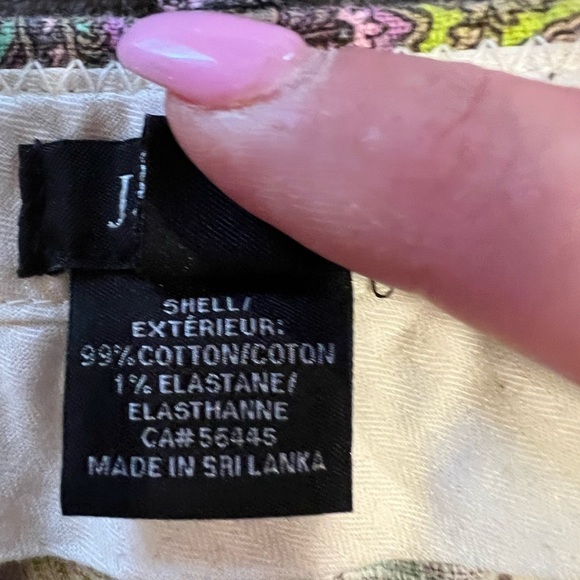 J.
SHELL/
EXTÉRIEUR:
99%COTTON/COTON
1% ELASTANE/
ELASTHANNE
CA#56445
MADE IN SRI LANKA